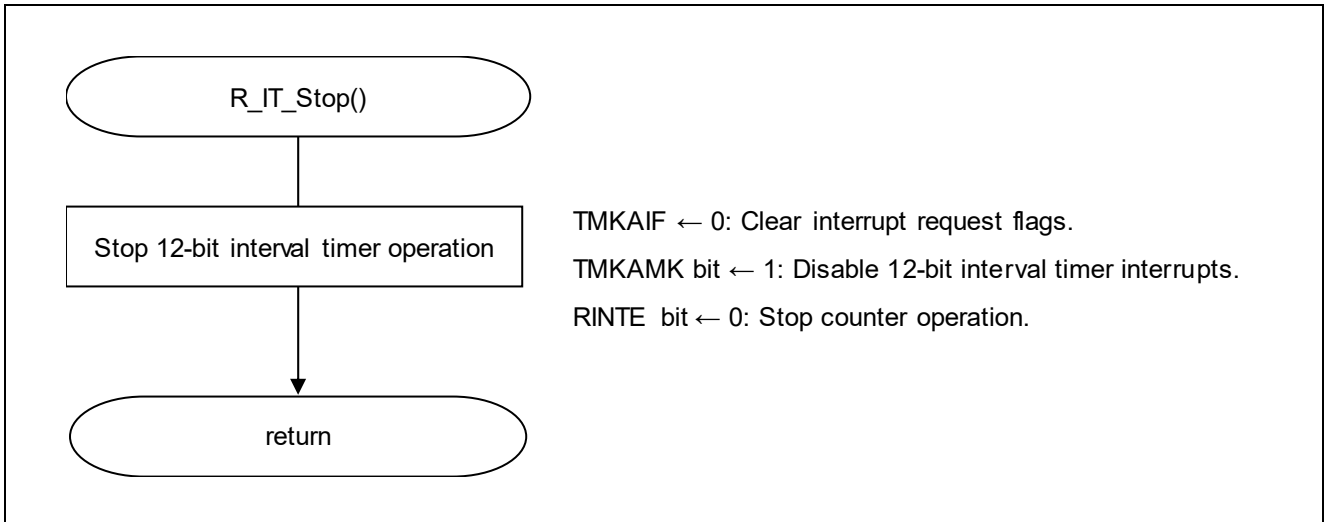 R_IT_Stop()
Stop 12-bit interval timer operation
TMKAIF ← 0: Clear interrupt request flags.
TMKAMK bit ← 1: Disable 12-bit interval timer interrupts.
RINTE bit ← 0: Stop counter operation.
return